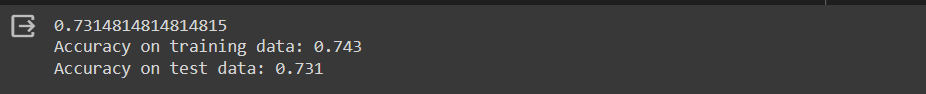 0.7314814814814815
Accuracy on training data: 0.743
Accuracy on test data: 0.731